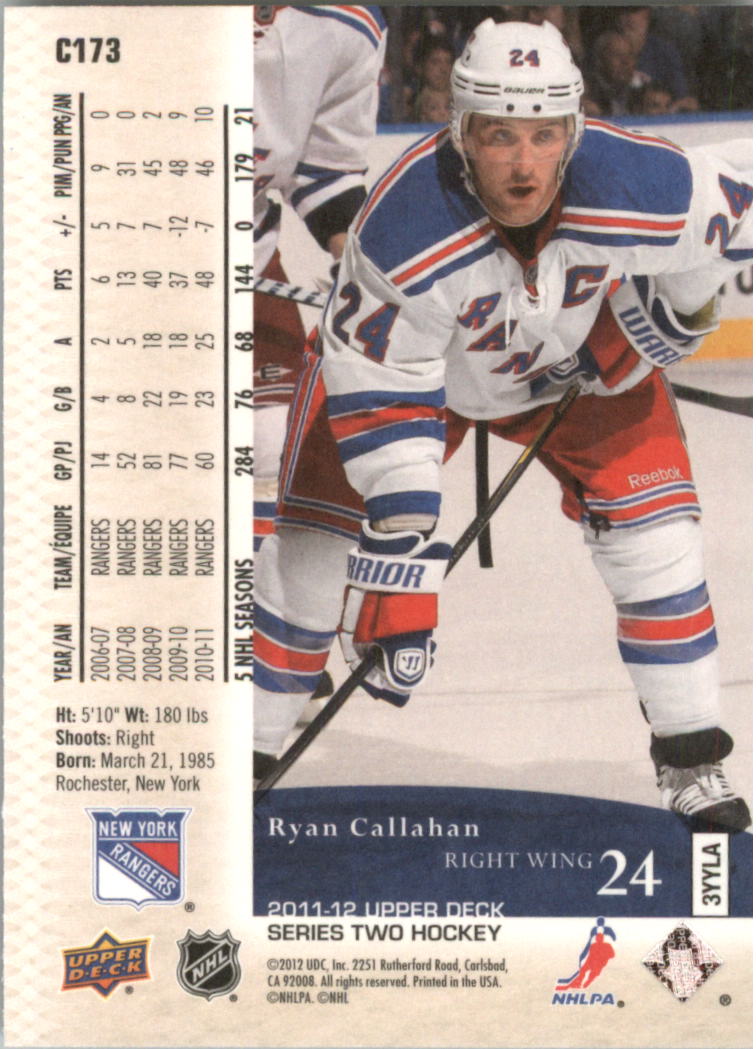 C173
YEAR/AN TEAM/ÉQUIPE GP/PJ G/B A PTS +/- PIM/PUN PPG/AN
2006-07 RANGERS 14 4 2 6 5 9 0
2007-08 RANGERS 52 8 5 13 7 31 0
2008-09 RANGERS 81 22 18 40 7 45 2
2009-10 RANGERS 77 19 18 37 -12 48 9
2010-11 RANGERS 60 23 25 48 -7 46 10
5 NHL SEASONS 284 76 68 144 0 179 21
Ht: 5'10" Wt: 180 lbs
Shoots: Right
Born: March 21, 1985
Rochester, New York
NEW YORK
RANGERS
®
UPPER
D·E·C·K
®
NHL
®
24
BAUER
24
24
C
RAN
WARR
Reebok
RRIOR
Ryan Callahan
RIGHT WING 24
3YYLA
2011-12 UPPER DECK
SERIES TWO HOCKEY
©2012 UDC, Inc. 2251 Rutherford Road, Carlsbad,
CA 92008. All rights reserved. Printed in the USA.
©NHLPA. ©NHL
NHLPA®
®